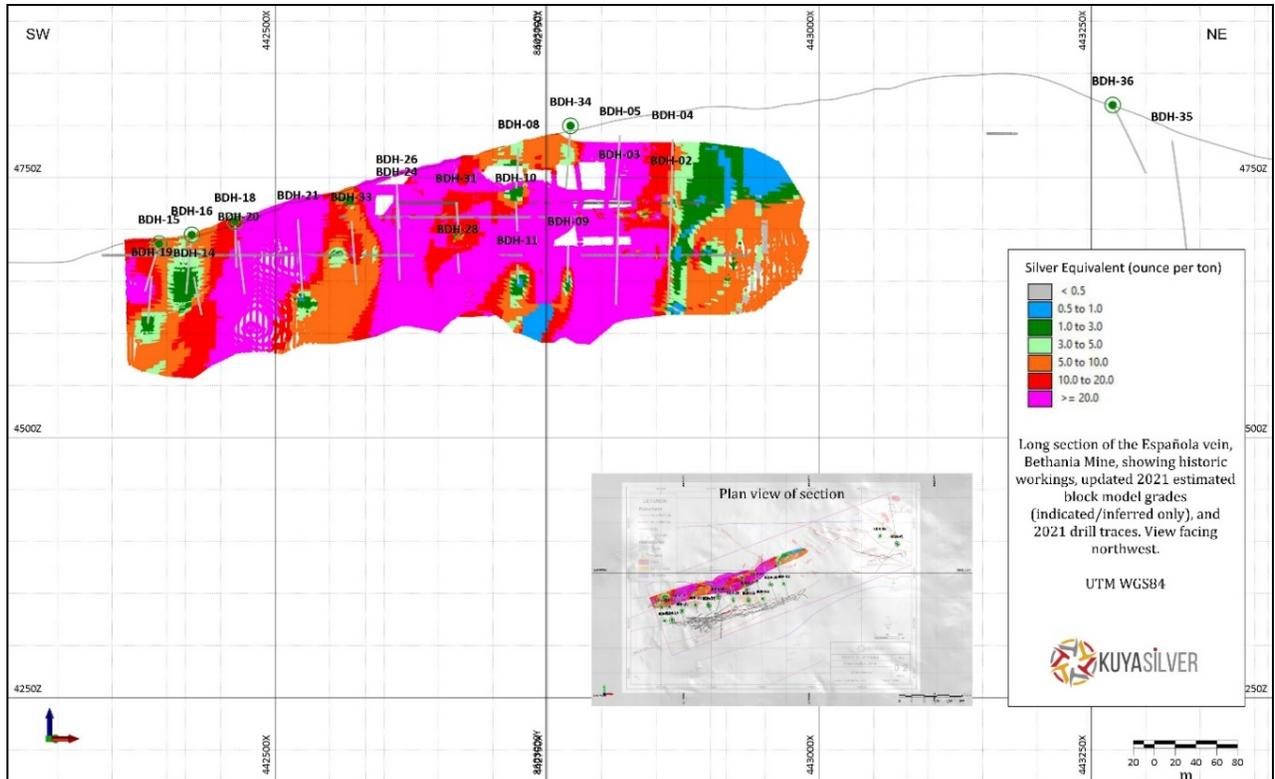 SW
442500X
443000X
443250X
NE
BDH-36
BDH-34
BDH-05
BDH-35
BDH-04
BDH-08
BDH-03
BDH-26
BDH-02
BDH-24
4750Z
4750Z
BDH-31
BDH-10
BDH-18
BDH-21
BDH-33
BDH-16
BDH-15
BDH-20
BDH-09
BDH-28
BDH-11
BDH-19
BDH-14
Silver Equivalent (ounce per ton)
< 0.5
0.5 to 1.0
1.0 to 3.0
3.0 to 5.0
5.0 to 10.0
10.0 to 20.0
>= 20.0
4500Z
500Z
Long section of the Española vein,
Bethania Mine, showing historic
workings, updated 2021 estimated
block model grades
(indicated/inferred only), and
2021 drill traces. View facing
northwest.
UTM WGS84
Plan view of section
KUYASILVER
4250Z
250Z
442500X
443000X
443250X
20 0 20 40 60 80
m